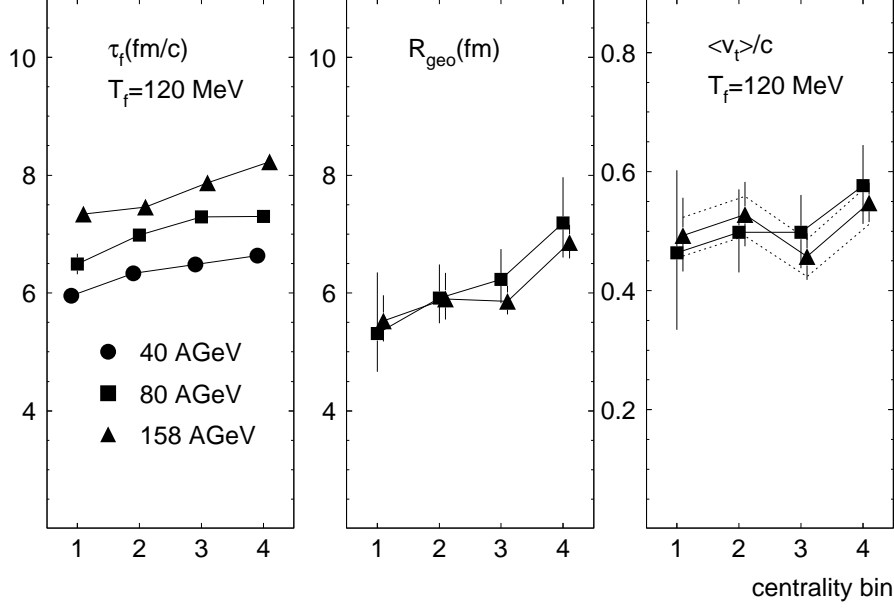 τf(fm/c)
Tf=120 MeV
10
8
6
4
40 AGeV
80 AGeV
158 AGeV
1 2 3 4
Rgeo(fm)
10
8
6
4
1 2 3 4
<vt>/c
Tf=120 MeV
0.8
0.6
0.4
0.2
1 2 3 4
centrality bin